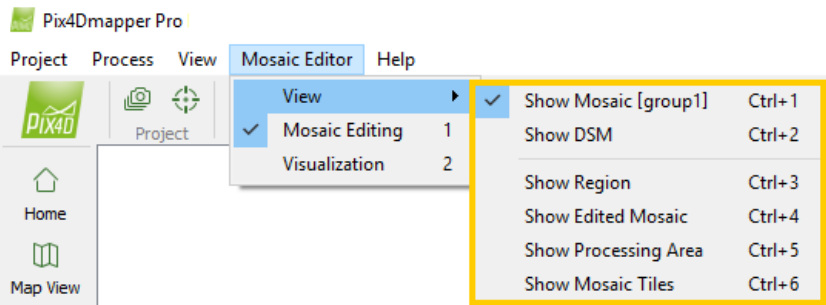 Pix4Dmapper Pro
Project Process View Mosaic Editor Help
PIX4D
Project
Home
Map View
View
Mosaic Editing 1
Visualization 2
Show Mosaic [group1] Ctrl+1
Show DSM Ctrl+2
Show Region Ctrl+3
Show Edited Mosaic Ctrl+4
Show Processing Area Ctrl+5
Show Mosaic Tiles Ctrl+6